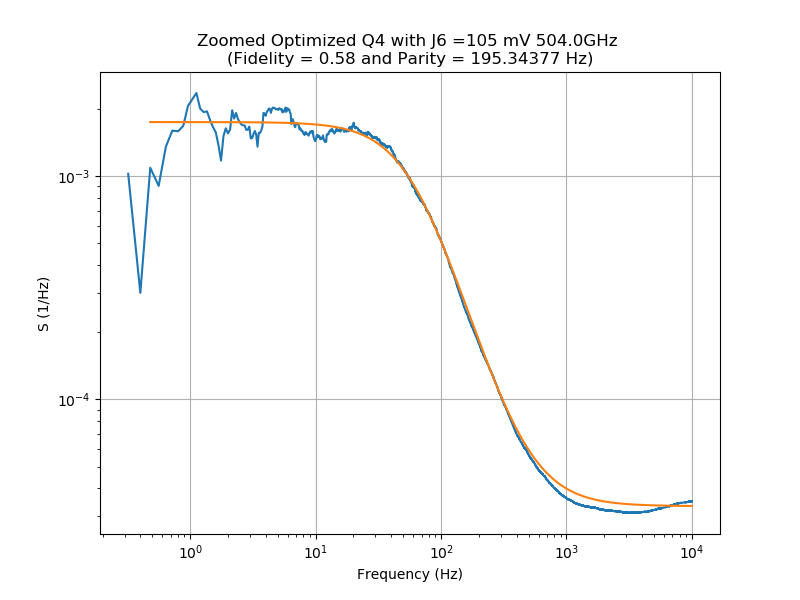 Zoomed Optimized Q4 with J6 =105 mV 504.0GHz
(Fidelity = 0.58 and Parity = 195.34377 Hz)
S (1/Hz)
10⁻³
10⁻⁴
10⁰ 10¹ 10² 10³ 10⁴
Frequency (Hz)